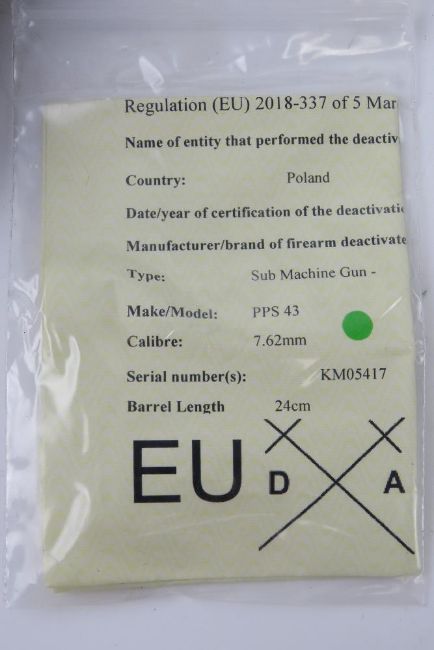 Regulation (EU) 2018-337 of 5 Mar
Name of entity that performed the deactiv
Country: Poland
Date/year of certification of the deactivati
Manufacturer/brand of firearm deactivate
Type: Sub Machine Gun -
Make/Model: PPS 43
Calibre: 7.62mm
Serial number(s): KM05417
Barrel Length 24cm
EU D A